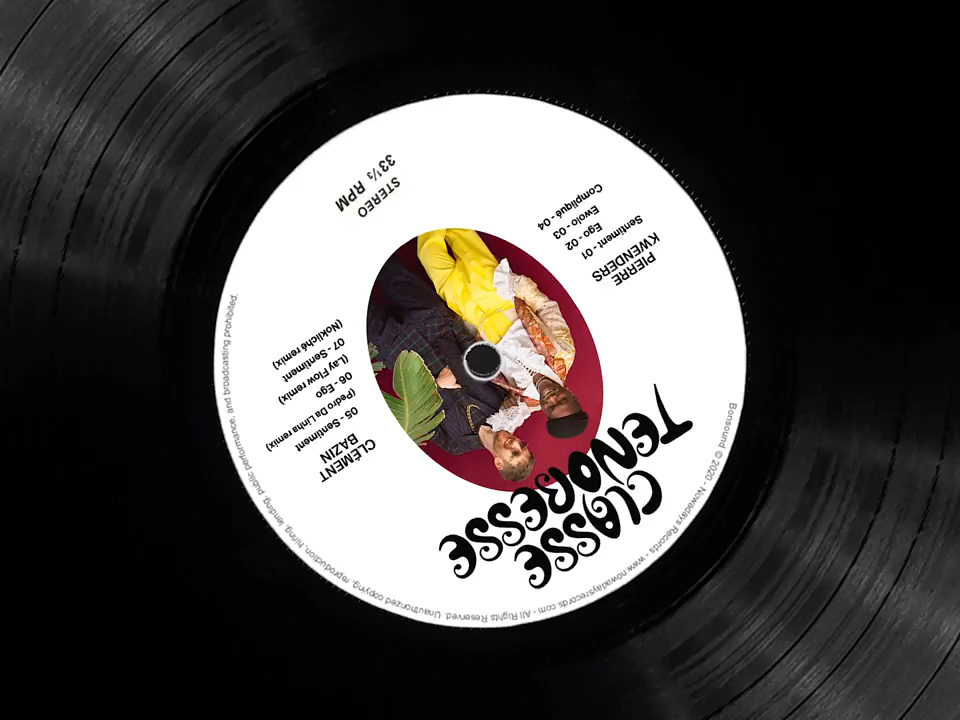 CLASSE
TENDRESSE
PIERRE
KWENDERS
Sentiment - 01
Ego - 02
Ewolo - 03
Compliqué - 04
CLÉMENT
BAZIN
05 - Sentiment
(Pedro Da Linha remix)
06 - Ego
(Lay Flow remix)
07 - Sentiment
(Nokliché remix)
STEREO
33⅓ RPM
Bonsound © 2020 - Nowadays Records - www.nowadaysrecords.com - All Rights Reserved. Unauthorized copying, reproduction, hiring, lending, public performance, and broadcasting prohibited.